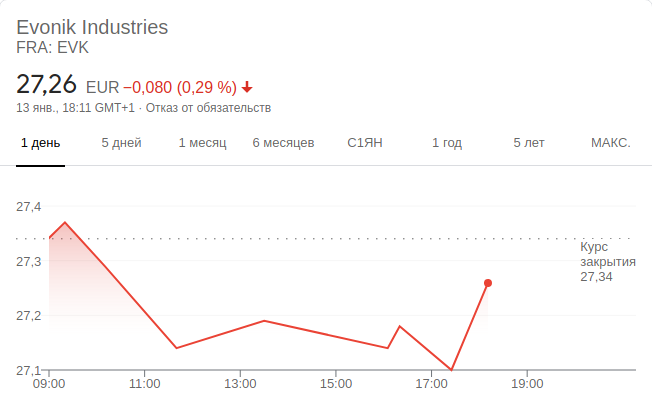 Evonik Industries
FRA: EVK
27,26 EUR −0,080 (0,29 %)
13 янв., 18:11 GMT+1 · Отказ от обязательств
1 день 5 дней 1 месяц 6 месяцев С1ЯН 1 год 5 лет МАКС.
27,4
Курс
закрытия
27,34
27,3
27,2
27,1
09:00 11:00 13:00 15:00 17:00 19:00